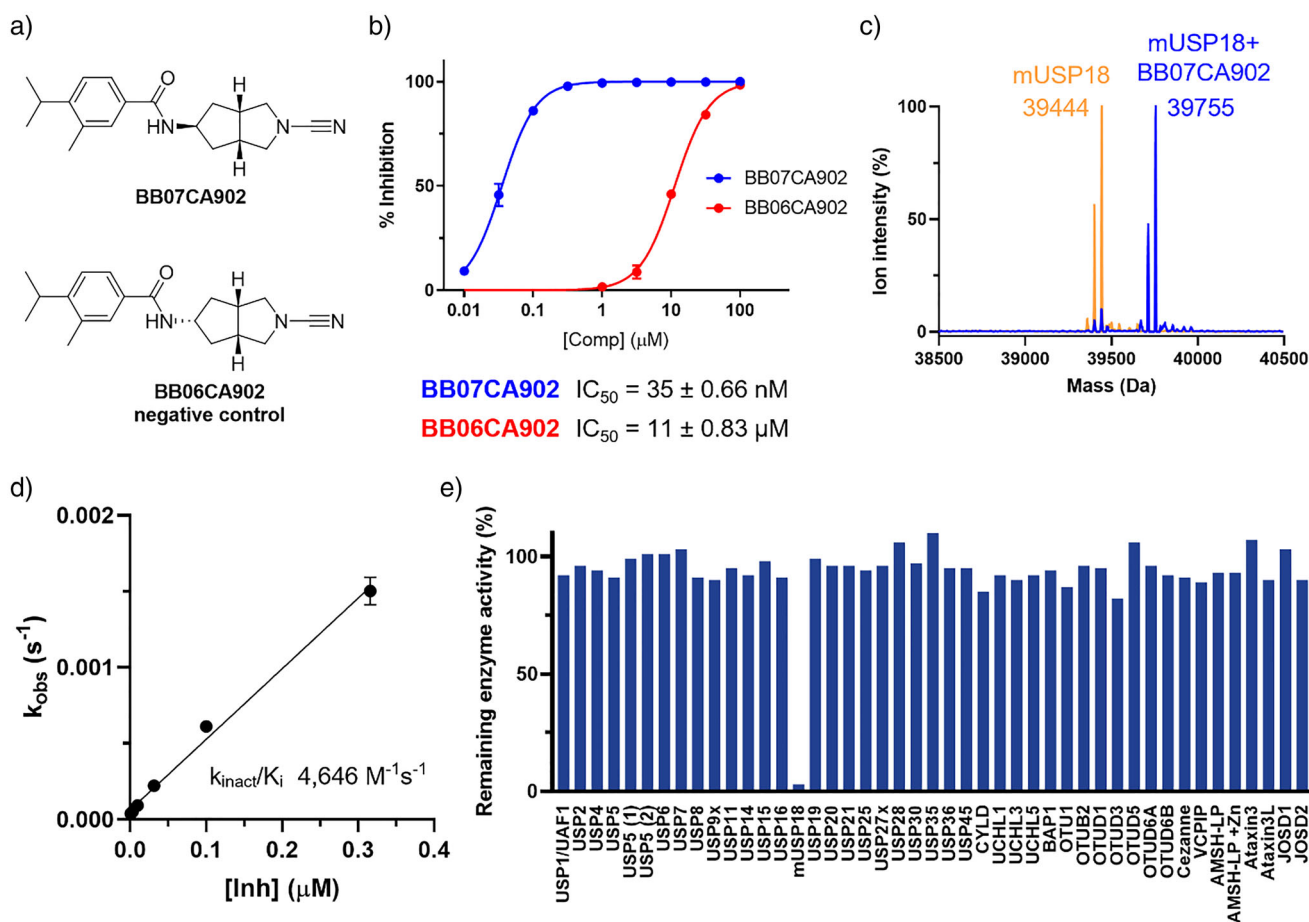 a)
O
H
HN
H
N
N
BB07CA902
O
H
HN
H
N
N
BB06CA902
negative control
b)
% Inhibition
100
50
0
0.01
0.1
1
10
100
[Comp] (μM)
BB07CA902
BB06CA902
BB07CA902 IC50 = 35 ± 0.66 nM
BB06CA902 IC50 = 11 ± 0.83 μM
c)
mUSP18
39444
mUSP18+
BB07CA902
39755
Ion intensity (%)
100
50
0
38500
39000
39500
40000
40500
Mass (Da)
d)
kobs (s-1)
0.002
0.001
0.000
kinact/Ki 4,646 M-1s-1
0.0
0.1
0.2
0.3
0.4
[Inh] (μM)
e)
Remaining enzyme activity (%)
100
50
0
USP1/UAF1
USP2
USP4
USP5
USP5 (1)
USP5 (2)
USP6
USP7
USP8
USP9x
USP11
USP14
USP15
USP16
mUSP18
USP19
USP20
USP21
USP25
USP27x
USP28
USP30
USP35
USP36
USP45
CYLD
UCHL1
UCHL3
UCHL5
BAP1
OTU1
OTUB2
OTUD1
OTUD3
OTUD5
OTUD6A
OTUD6B
Cezanne
VCPIP
AMSH-LP
AMSH-LP +Zn
Ataxin3
Ataxin3L
JOSD1
JOSD2